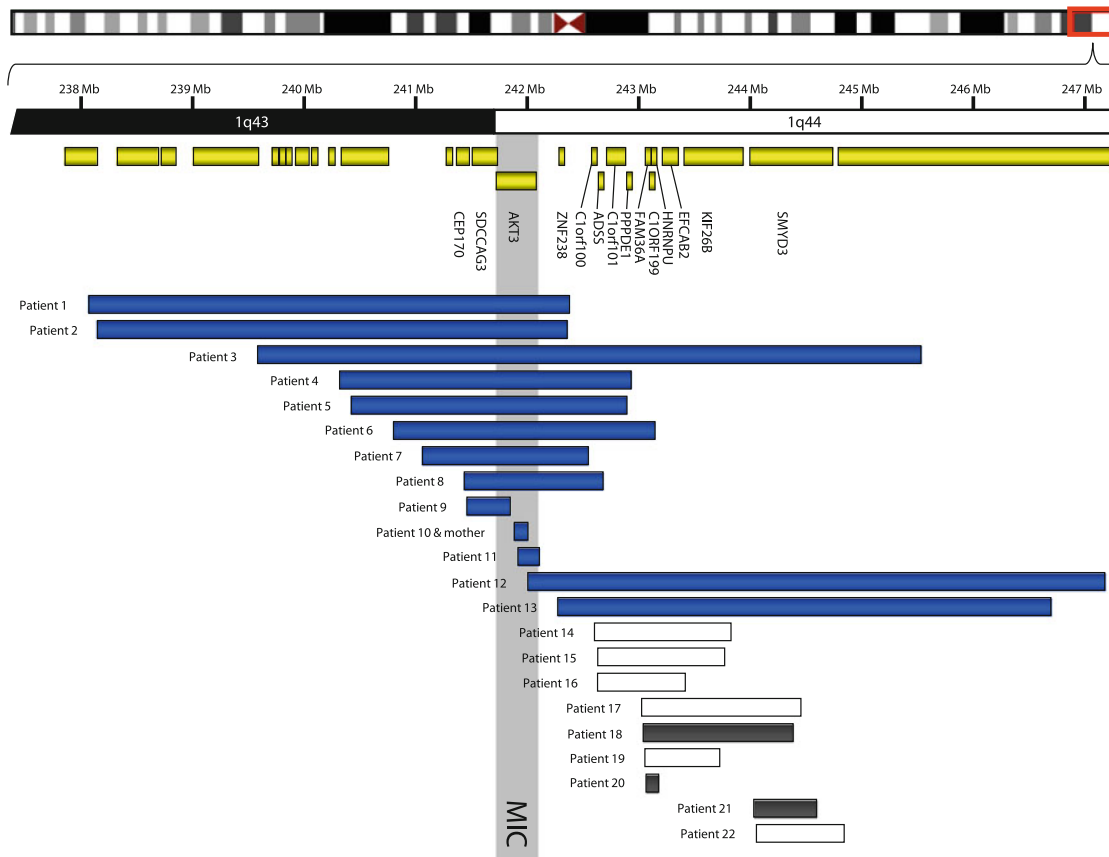 238 Mb 239 Mb 240 Mb 241 Mb 242 Mb 243 Mb 244 Mb 245 Mb 246 Mb 247 Mb
1q43 1q44
CEP170
SDCCAG3
AKT3
ZNF238
C1orf100
ADSS
C1orf101
PPPDE1
FAM36A
C1ORF199
HNRNPU
EFCAB2
KIF26B
SMYD3
Patient 1
Patient 2
Patient 3
Patient 4
Patient 5
Patient 6
Patient 7
Patient 8
Patient 9
Patient 10 & mother
Patient 11
Patient 12
Patient 13
Patient 14
Patient 15
Patient 16
Patient 17
Patient 18
Patient 19
Patient 20
Patient 21
Patient 22
MIC